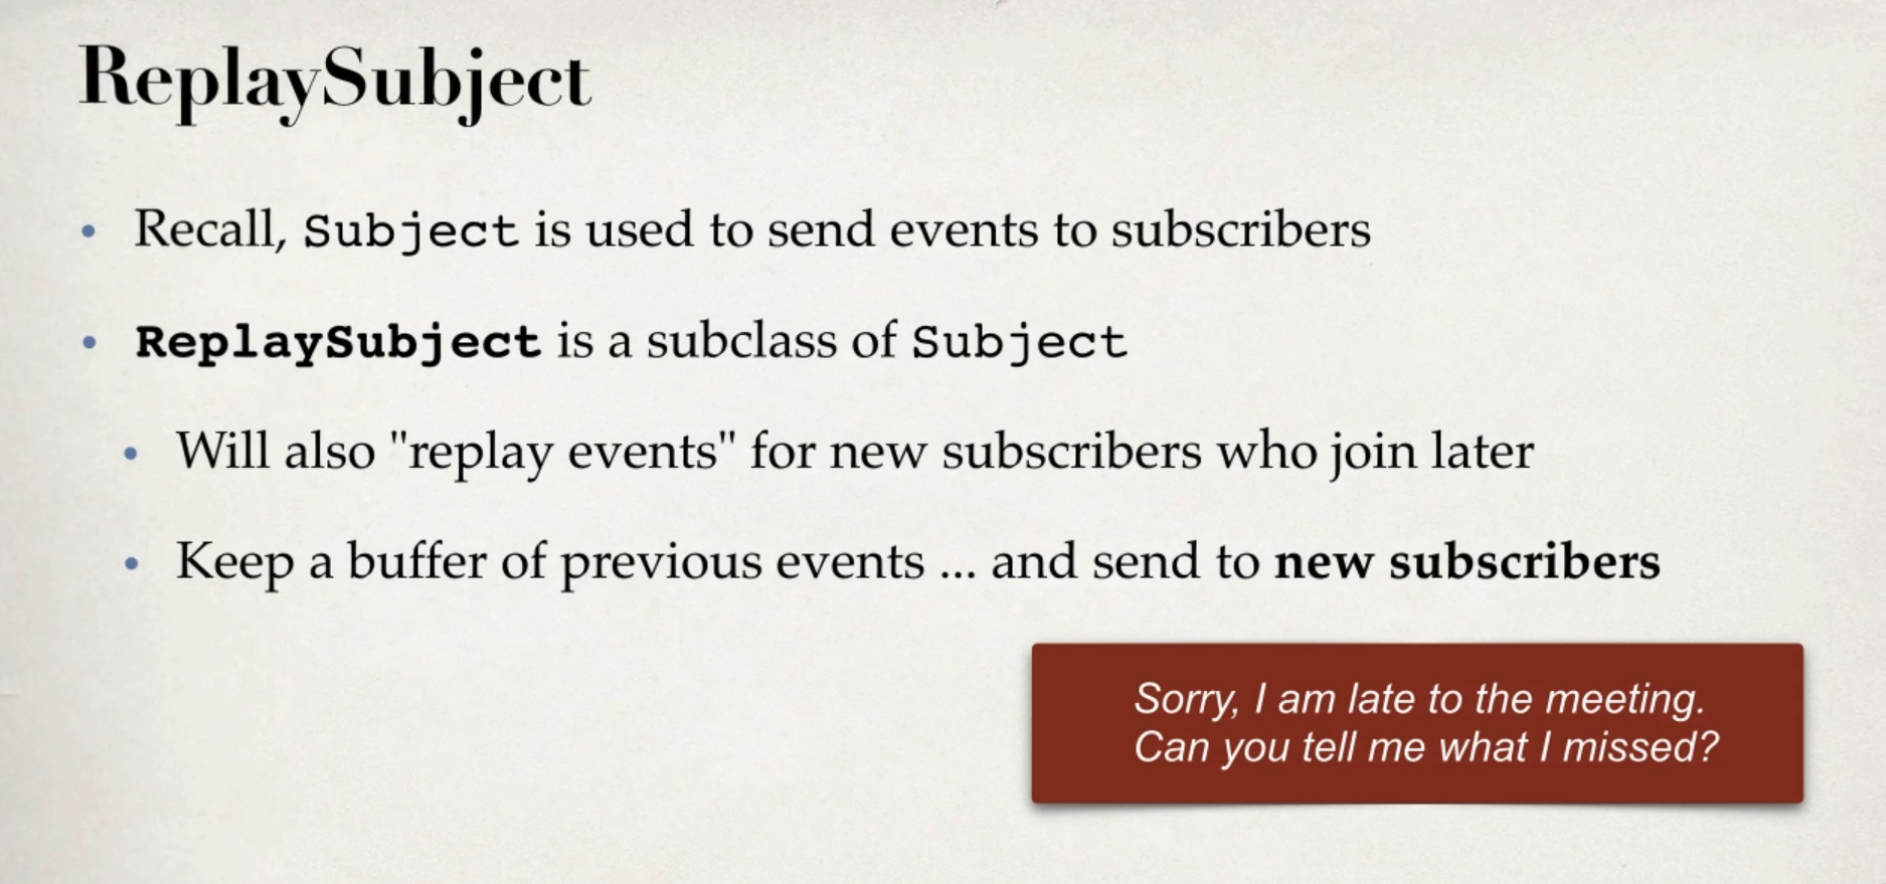 ReplaySubject
• Recall, Subject is used to send events to subscribers
• ReplaySubject is a subclass of Subject
• Will also "replay events" for new subscribers who join later
• Keep a buffer of previous events ... and send to new subscribers
Sorry, I am late to the meeting.
Can you tell me what I missed?